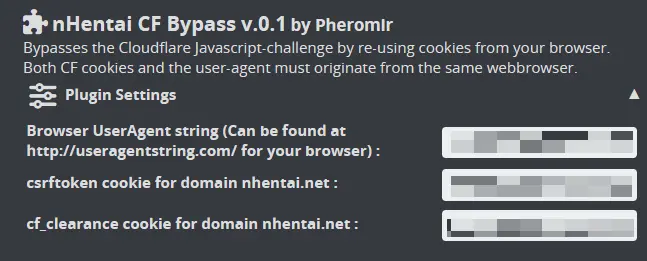 nHentai CF Bypass v.0.1 by Pheromir
Bypasses the Cloudflare Javascript-challenge by re-using cookies from your browser.
Both CF cookies and the user-agent must originate from the same webbrowser.
Plugin Settings
Browser UserAgent string (Can be found at
http://useragentstring.com/ for your browser) :
csrftoken cookie for domain nhentai.net :
cf_clearance cookie for domain nhentai.net :